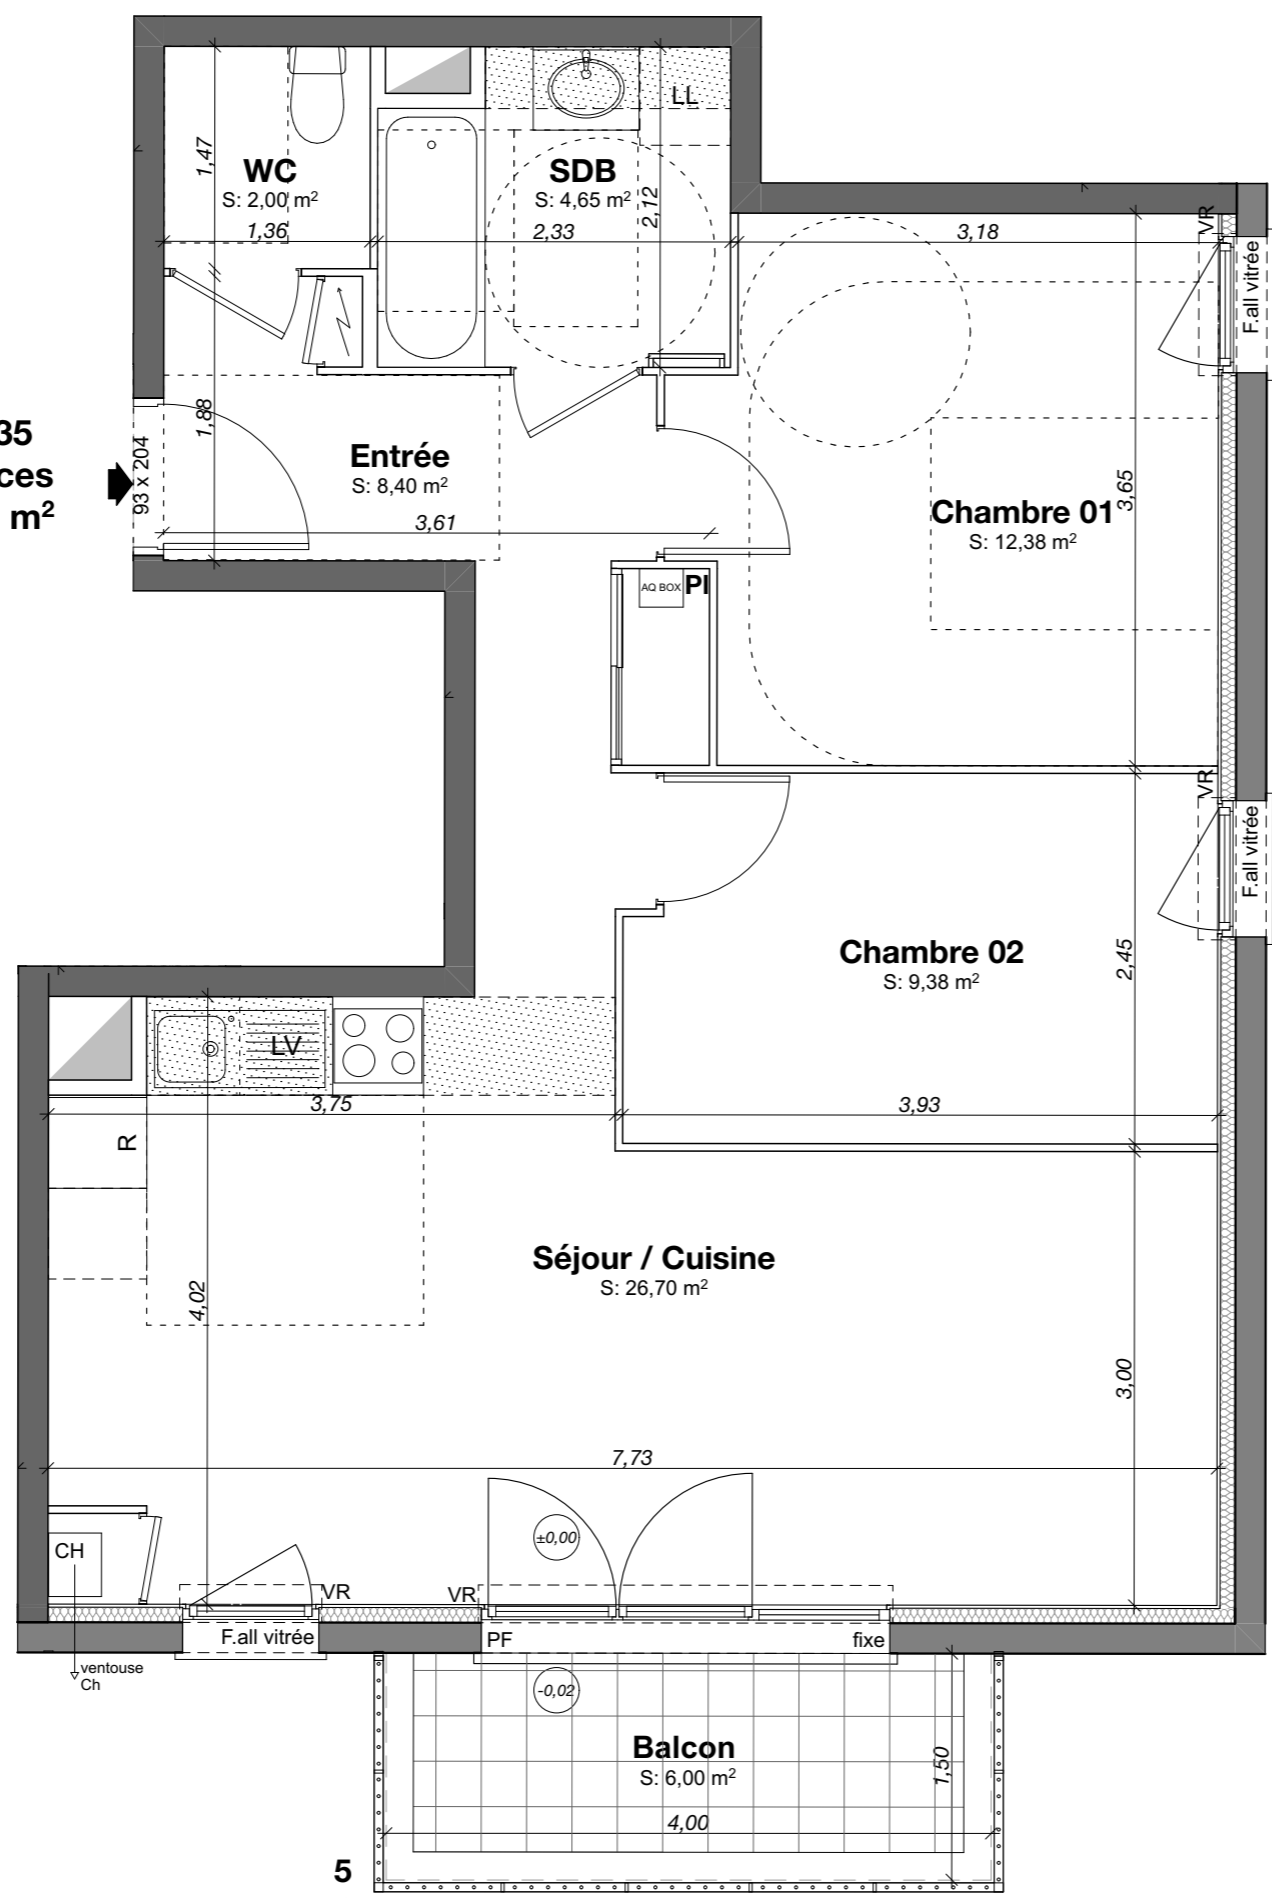 WC
S: 2,00 m²
1,47
1,36
SDB
S: 4,65 m²
LL
2,12
2,33
3,18
VR
F.all vitrée
35
ces
m²
93 x 204
1,88
Entrée
S: 8,40 m²
3,61
Chambre 01
S: 12,38 m²
3,65
AQ BOX
Pl
VR
F.all vitrée
Chambre 02
S: 9,38 m²
2,45
LV
3,75
3,93
R
Séjour / Cuisine
S: 26,70 m²
4,02
3,00
7,73
CH
±0,00
VR
VR
F.all vitrée
PF
fixe
ventouse
Ch
-0,02
Balcon
S: 6,00 m²
1,50
4,00
5